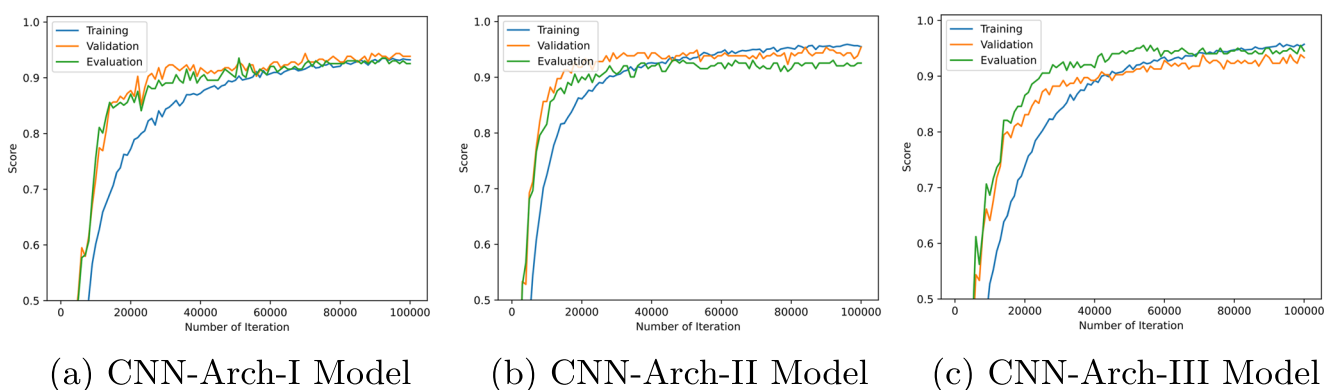 1.0
0.9
0.8
0.7
0.6
0.5
Score
Training
Validation
Evaluation
0 20000 40000 60000 80000 100000
Number of Iteration
(a) CNN-Arch-I Model
1.0
0.9
0.8
0.7
0.6
0.5
Score
Training
Validation
Evaluation
0 20000 40000 60000 80000 100000
Number of Iteration
(b) CNN-Arch-II Model
1.0
0.9
0.8
0.7
0.6
0.5
Score
Training
Validation
Evaluation
0 20000 40000 60000 80000 100000
Number of Iteration
(c) CNN-Arch-III Model